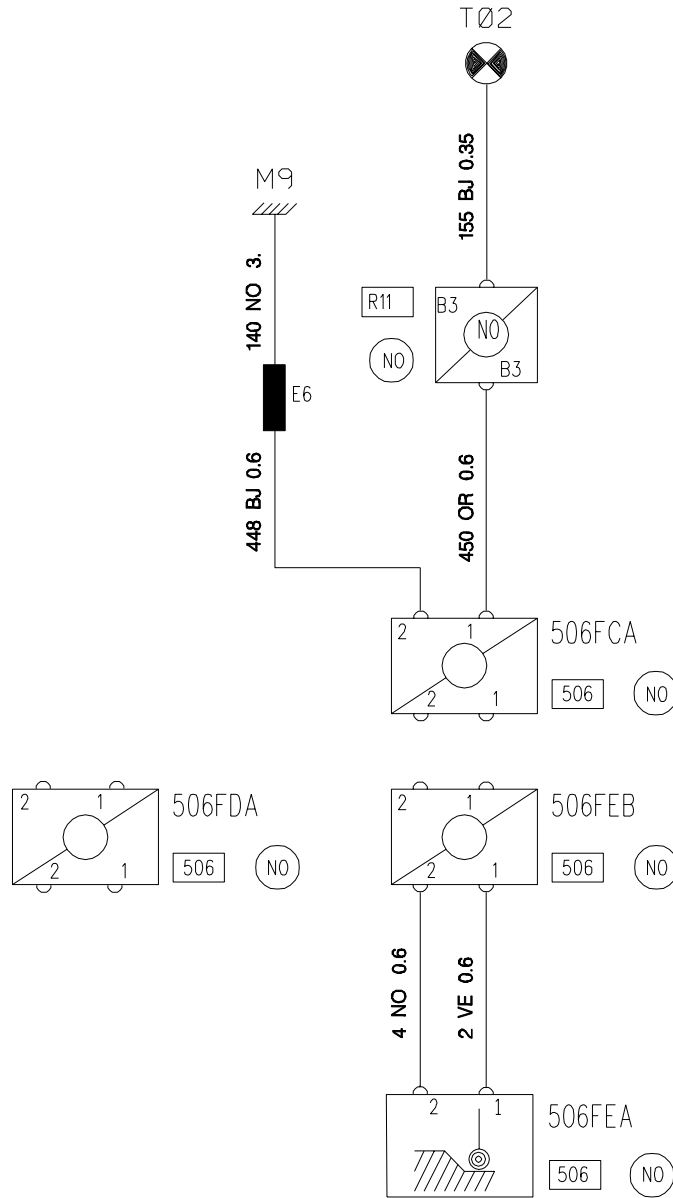 TØ2
155 BJ 0.35
M9
140 NO 3.
R11
B3
NO
NO
B3
E6
448 BJ 0.6
450 OR 0.6
2 1
506FCA
2 1
506 NO
2 1
506FDA
2 1
506 NO
2 1
506FEB
2 1
506 NO
4 NO 0.6
2 VE 0.6
2 1
506FEA
506 NO